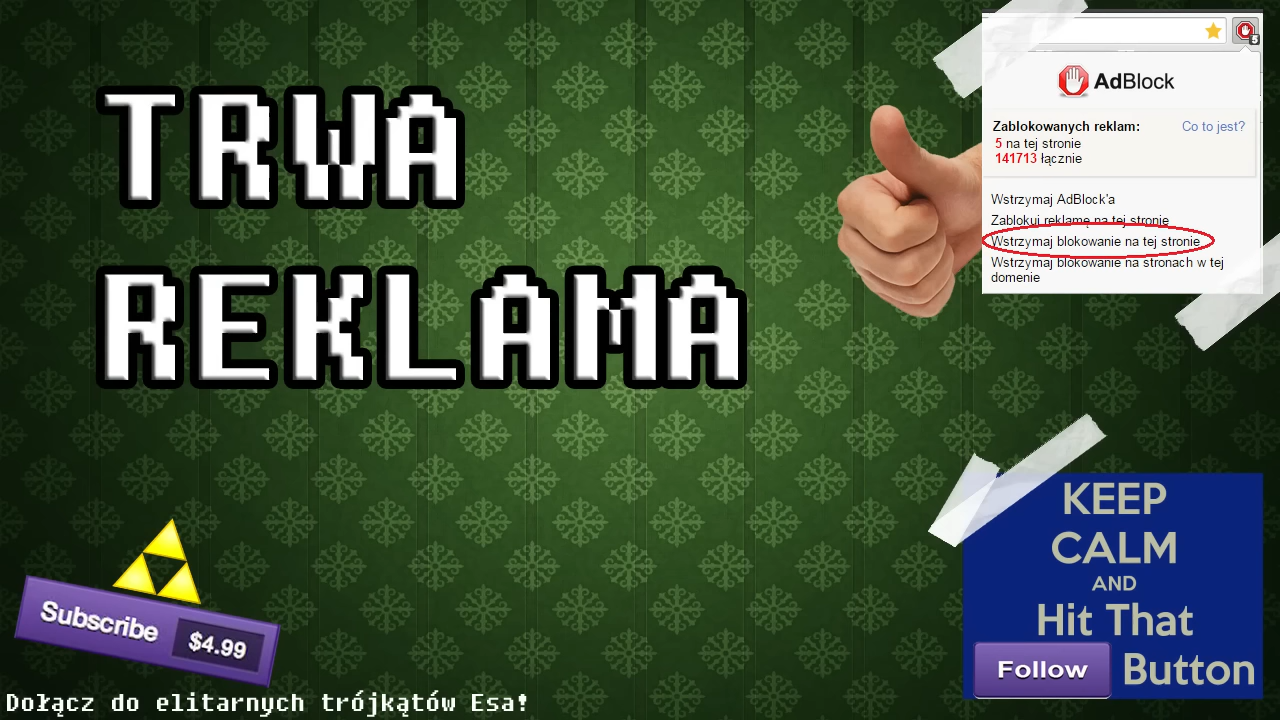 TRWA
REKLAMA
5
AdBlock
Zablokowanych reklam:
Co to jest?
5 na tej stronie
141713 łącznie
Wstrzymaj AdBlock'a
Zablokuj reklamę na tej stronie
Wstrzymaj blokowanie na tej stronie
Wstrzymaj blokowanie na stronach w tej
domenie
KEEP
CALM
AND
Hit That
Follow Button
Subscribe $4.99
Dołącz do elitarnych trójkątów Esa!